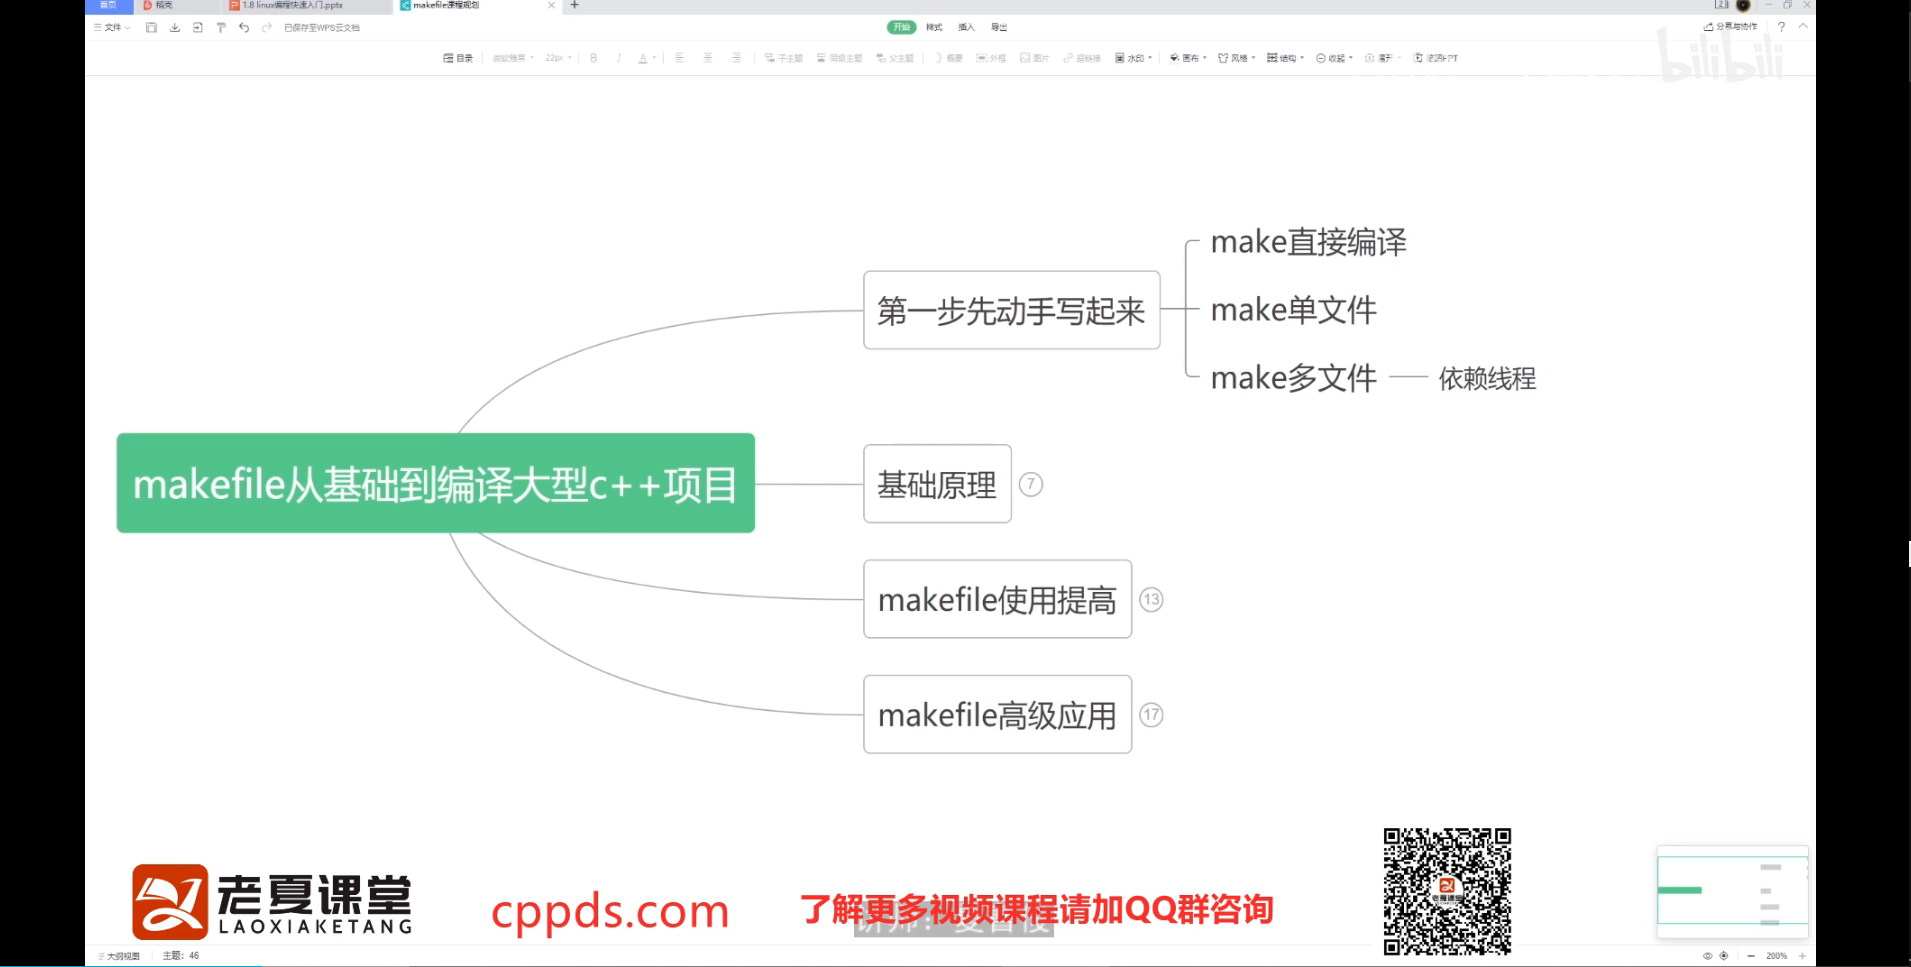 首页
稻壳
1.8 linux编程快速入门.pptx
makefile课程规划
文件
已保存至WPS云文档
开始 样式 插入 导出
分享与协作
目录
微软雅黑 22px B I A
子主题 同级主题 父主题 概要 外框 图片 超链接 水印 画布 风格 结构 收起 展开
bilibili
make直接编译
第一步先动手写起来
make单文件
make多文件
依赖线程
makefile从基础到编译大型c++项目
基础原理 7
makefile使用提高 13
makefile高级应用 17
老夏课堂
LAOXIAKETANG
cppds.com
了解更多视频课程请加QQ群咨询
大纲视图 主题: 46
200%